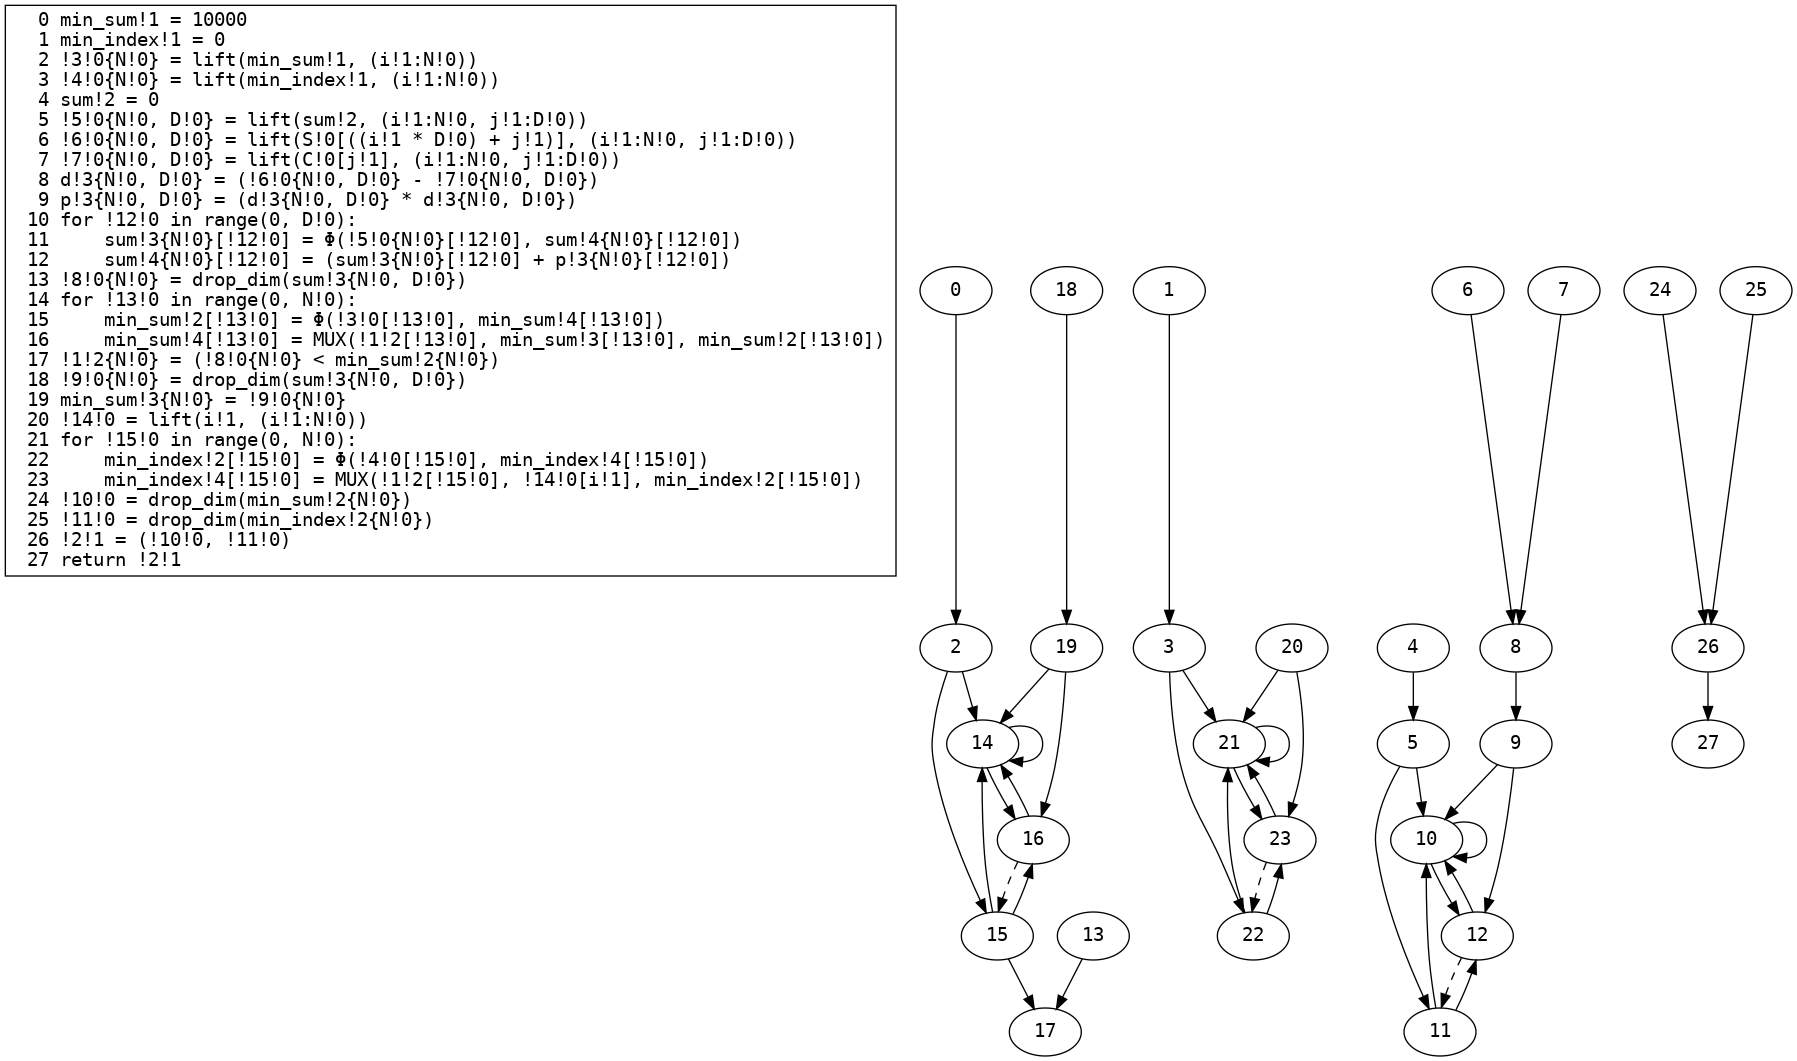 0 min_sum!1 = 10000
1 min_index!1 = 0
2 !3!0{N!0} = lift(min_sum!1, (i!1:N!0))
3 !4!0{N!0} = lift(min_index!1, (i!1:N!0))
4 sum!2 = 0
5 !5!0{N!0, D!0} = lift(sum!2, (i!1:N!0, j!1:D!0))
6 !6!0{N!0, D!0} = lift(S!0[((i!1 * D!0) + j!1)], (i!1:N!0, j!1:D!0))
7 !7!0{N!0, D!0} = lift(C!0[j!1], (i!1:N!0, j!1:D!0))
8 d!3{N!0, D!0} = (!6!0{N!0, D!0} - !7!0{N!0, D!0})
9 p!3{N!0, D!0} = (d!3{N!0, D!0} * d!3{N!0, D!0})
10 for !12!0 in range(0, D!0):
11     sum!3{N!0}[!12!0] = Φ(!5!0{N!0}[!12!0], sum!4{N!0}[!12!0])
12     sum!4{N!0}[!12!0] = (sum!3{N!0}[!12!0] + p!3{N!0}[!12!0])
13 !8!0{N!0} = drop_dim(sum!3{N!0, D!0})
14 for !13!0 in range(0, N!0):
15     min_sum!2[!13!0] = Φ(!3!0[!13!0], min_sum!4[!13!0])
16     min_sum!4[!13!0] = MUX(!1!2[!13!0], min_sum!3[!13!0], min_sum!2[!13!0])
17 !1!2{N!0} = (!8!0{N!0} < min_sum!2{N!0})
18 !9!0{N!0} = drop_dim(sum!3{N!0, D!0})
19 min_sum!3{N!0} = !9!0{N!0}
20 !14!0 = lift(i!1, (i!1:N!0))
21 for !15!0 in range(0, N!0):
22     min_index!2[!15!0] = Φ(!4!0[!15!0], min_index!4[!15!0])
23     min_index!4[!15!0] = MUX(!1!2[!15!0], !14!0[i!1], min_index!2[!15!0])
24 !10!0 = drop_dim(min_sum!2{N!0})
25 !11!0 = drop_dim(min_index!2{N!0})
26 !2!1 = (!10!0, !11!0)
27 return !2!1
0 18 1 6 7 24 25
2 19 3 20 4 8 26
14 21 5 9 27
16 23 10
15 13 22 12
17 11